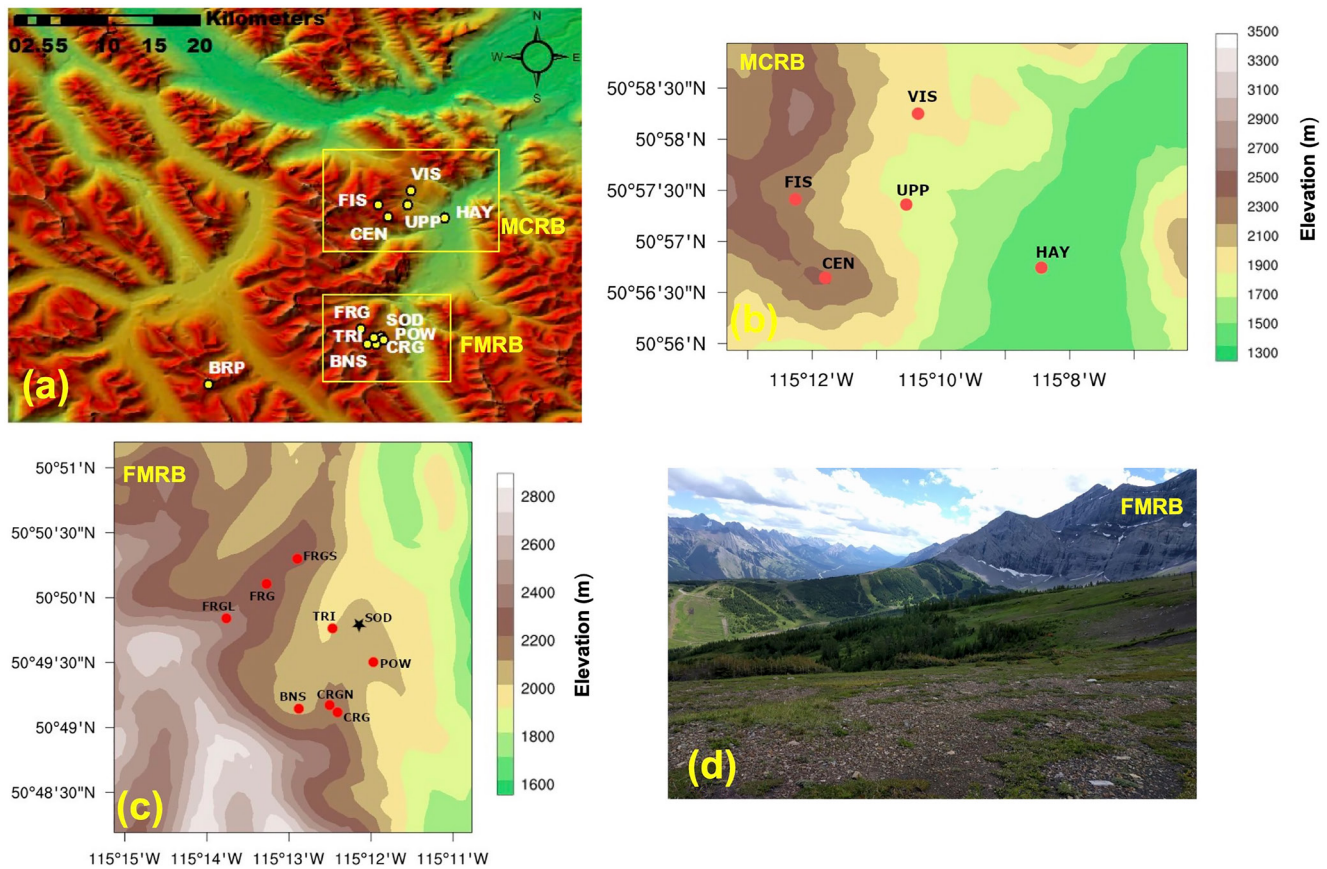 Kilometers
02.55 10 15 20
N
W E
S
VIS
FIS
HAY
UPP
MCRB
CEN
FRG
SOD
TRI
POW
FMRB
CRG
BNS
BRP
(a)
MCRB
50°58'30"N
50°58'N
50°57'30"N
50°57'N
50°56'30"N
50°56'N
115°12'W 115°10'W 115°8'W
VIS
FIS
UPP
HAY
CEN
(b)
3500
3300
3100
2900
2700
2500
2300
2100
1900
1700
1500
1300
Elevation (m)
FMRB
50°51'N
50°50'30"N
50°50'N
50°49'30"N
50°49'N
50°48'30"N
115°15'W 115°14'W 115°13'W 115°12'W 115°11'W
FRGS
FRG
FRGL
TRI
SOD
POW
BNS
CRGN
CRG
(c)
2800
2600
2400
2200
2000
1800
1600
Elevation (m)
FMRB
(d)